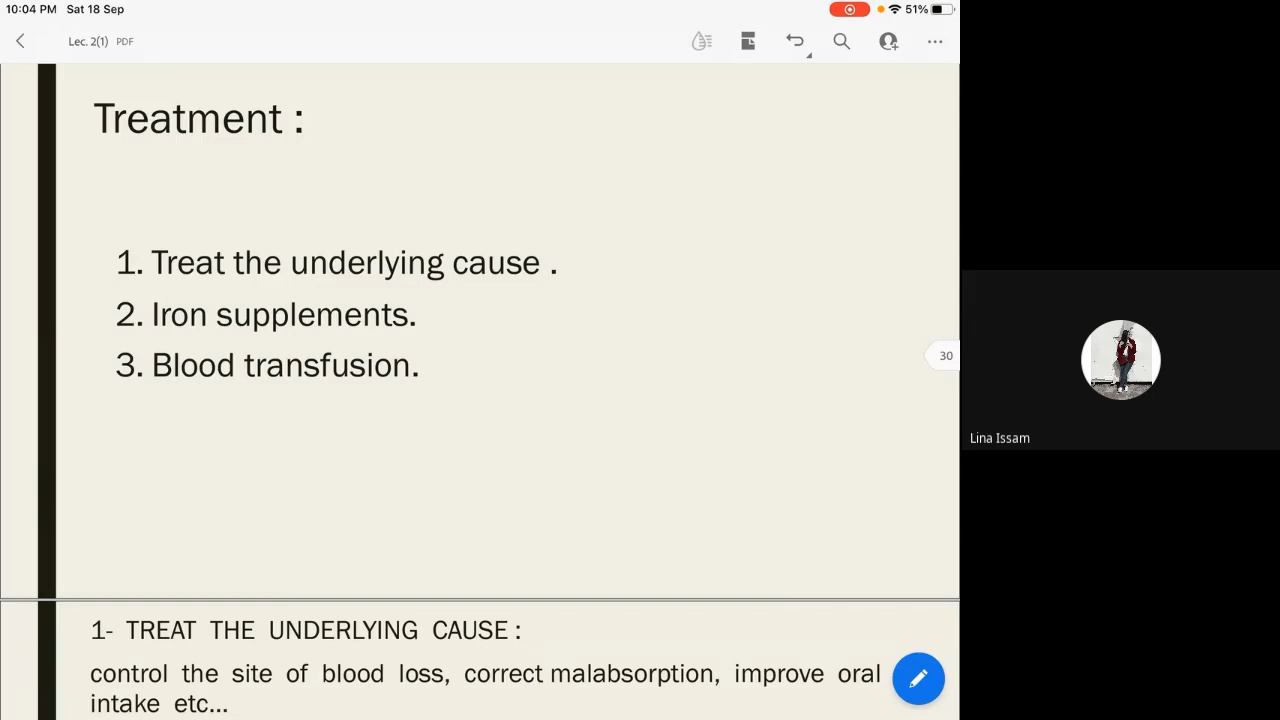 10:04 PM Sat 18 Sep 51%
Lec. 2(1) PDF
Treatment :
1. Treat the underlying cause .
2. Iron supplements.
3. Blood transfusion.
30
Lina Issam
1- TREAT THE UNDERLYING CAUSE :
control the site of blood loss, correct malabsorption, improve oral
intake etc...